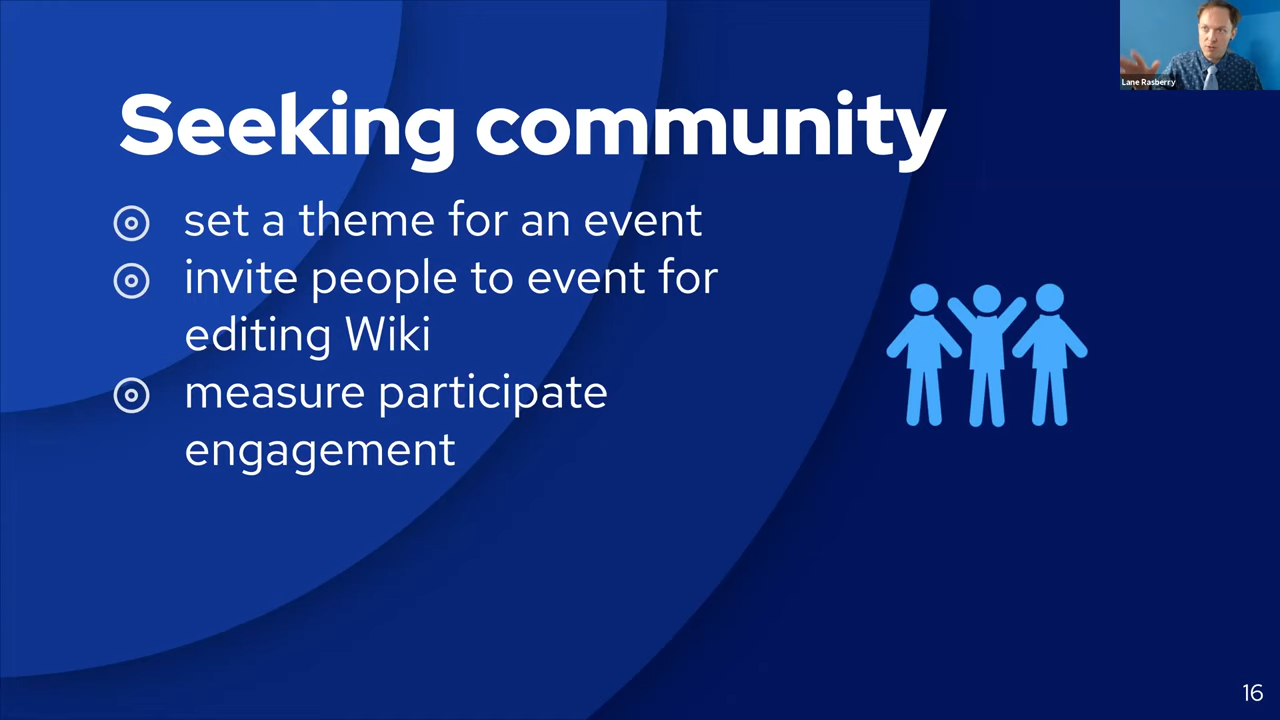 Lane Rasberry
Seeking community
set a theme for an event
invite people to event for
editing Wiki
measure participate
engagement
16